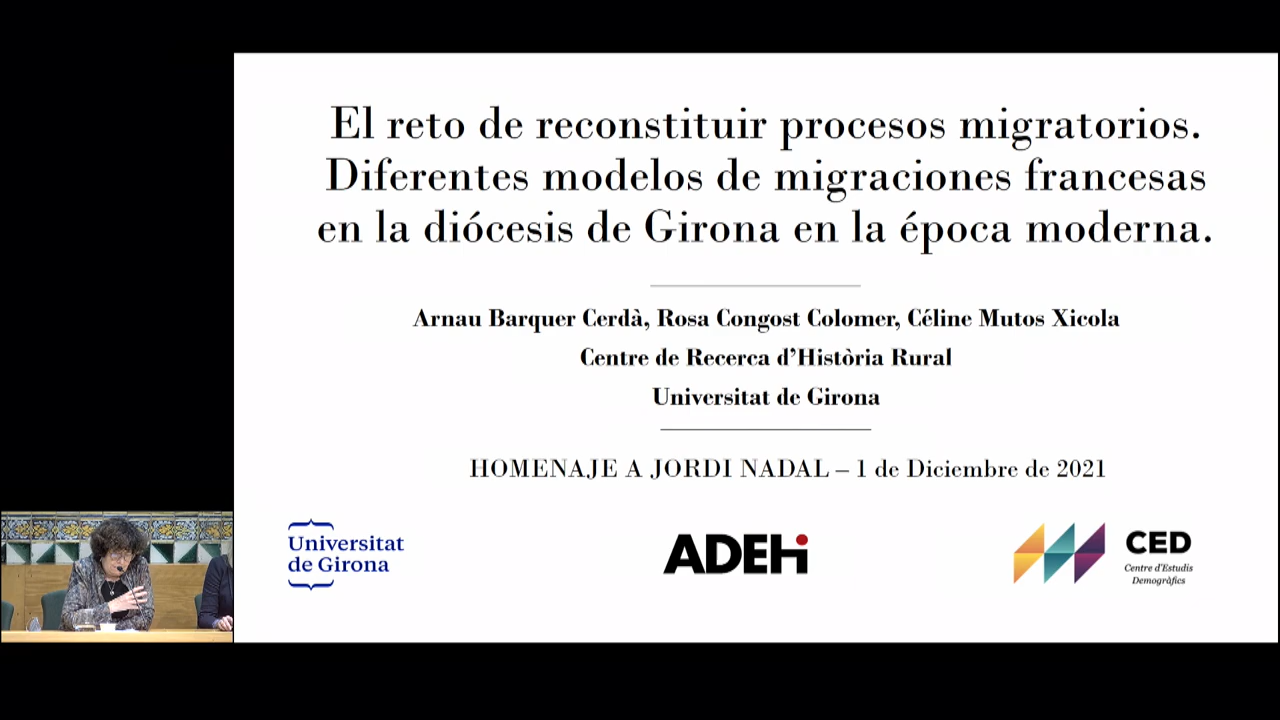 El reto de reconstituir procesos migratorios.
Diferentes modelos de migraciones francesas
en la diócesis de Girona en la época moderna.
Arnau Barquer Cerdà, Rosa Congost Colomer, Céline Mutos Xicola
Centre de Recerca d’Història Rural
Universitat de Girona
HOMENAJE A JORDI NADAL – 1 de Diciembre de 2021
Universitat
de Girona
ADEHi
CED
Centre d'Estudis
Demogràfics